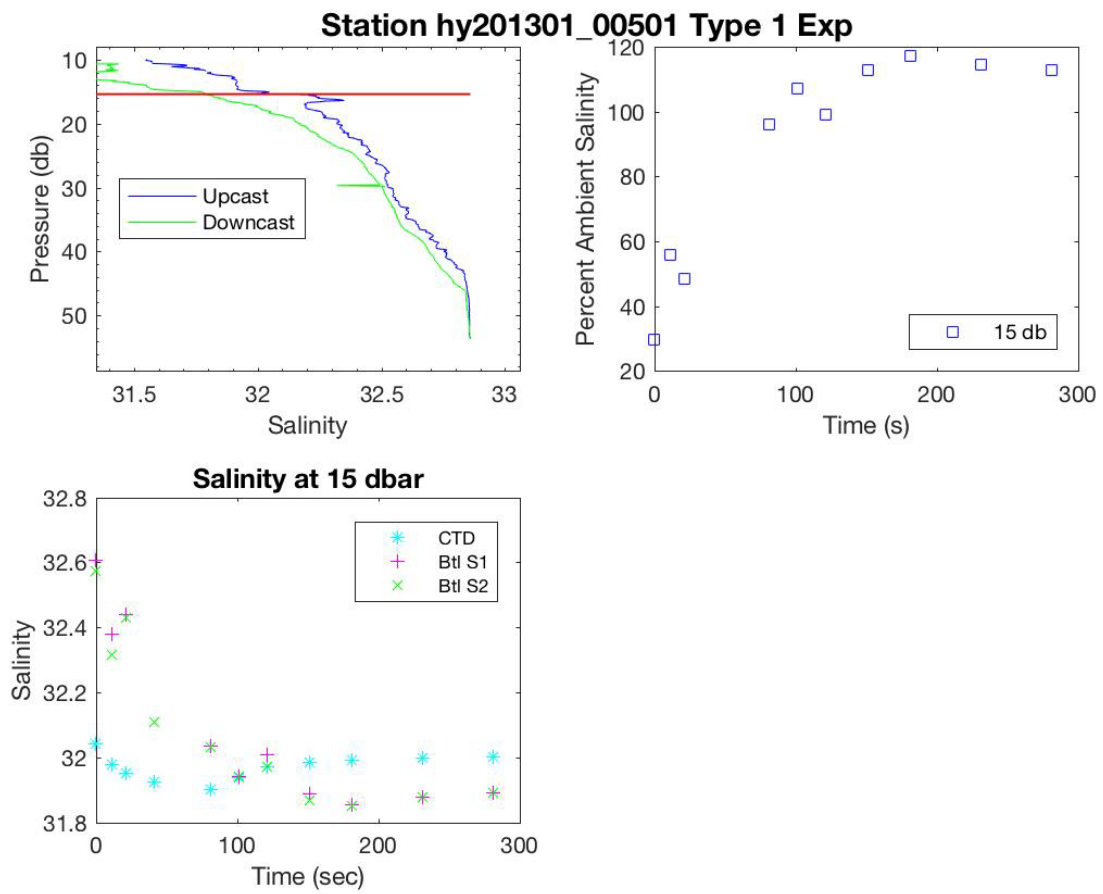 Station hy201301_00501 Type 1 Exp
10
20
30
40
50
Pressure (db)
Upcast
Downcast
31.5
32
32.5
33
Salinity
120
100
80
60
40
20
Percent Ambient Salinity
15 db
0
100
200
300
Time (s)
Salinity at 15 dbar
32.8
32.6
32.4
32.2
32
31.8
Salinity
CTD
Btl S1
Btl S2
0
100
200
300
Time (sec)